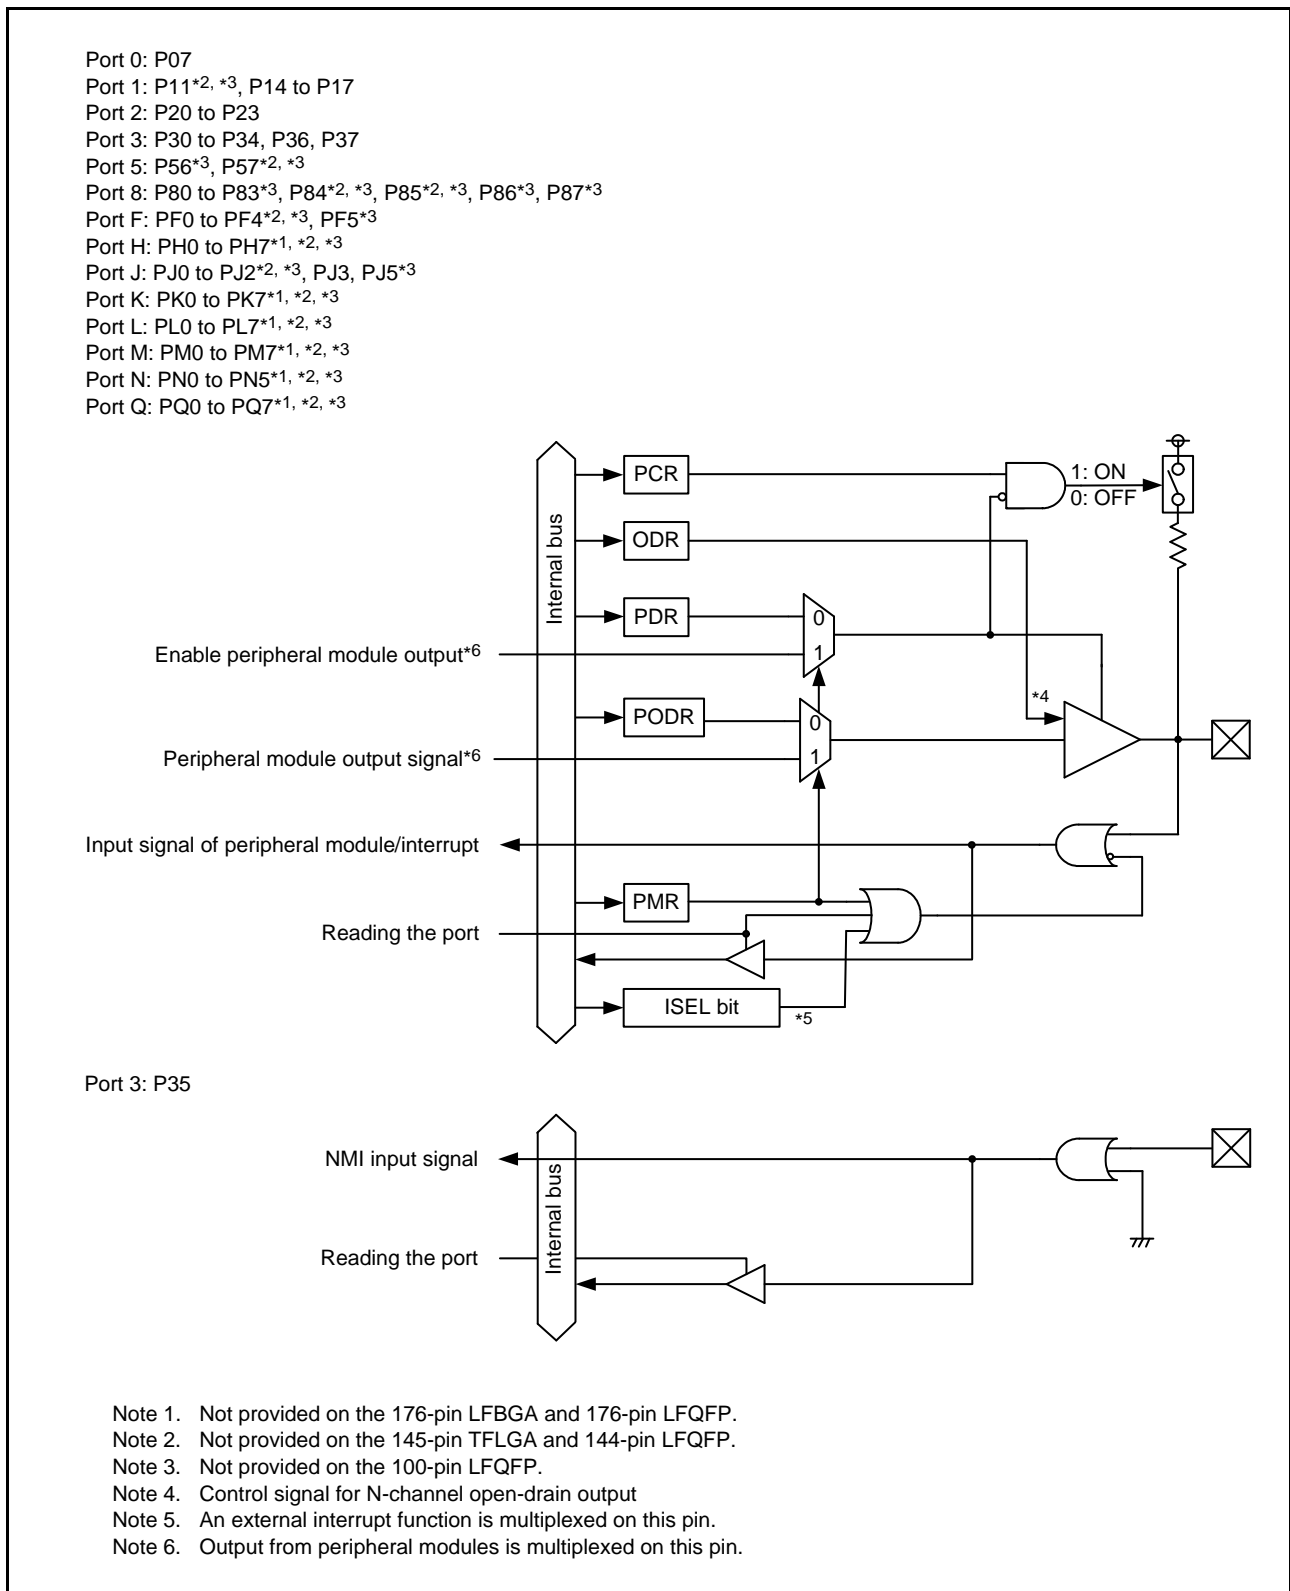 Port 0: P07
Port 1: P11*2, *3, P14 to P17
Port 2: P20 to P23
Port 3: P30 to P34, P36, P37
Port 5: P56*3, P57*2, *3
Port 8: P80 to P83*3, P84*2, *3, P85*2, *3, P86*3, P87*3
Port F: PF0 to PF4*2, *3, PF5*3
Port H: PH0 to PH7*1, *2, *3
Port J: PJ0 to PJ2*2, *3, PJ3, PJ5*3
Port K: PK0 to PK7*1, *2, *3
Port L: PL0 to PL7*1, *2, *3
Port M: PM0 to PM7*1, *2, *3
Port N: PN0 to PN5*1, *2, *3
Port Q: PQ0 to PQ7*1, *2, *3
Internal bus
PCR
1: ON
0: OFF
ODR
PDR
0
1
Enable peripheral module output*6
*4
PODR
0
1
Peripheral module output signal*6
Input signal of peripheral module/interrupt
PMR
Reading the port
ISEL bit
*5
Port 3: P35
Internal bus
NMI input signal
Reading the port
Note 1. Not provided on the 176-pin LFBGA and 176-pin LFQFP.
Note 2. Not provided on the 145-pin TFLGA and 144-pin LFQFP.
Note 3. Not provided on the 100-pin LFQFP.
Note 4. Control signal for N-channel open-drain output
Note 5. An external interrupt function is multiplexed on this pin.
Note 6. Output from peripheral modules is multiplexed on this pin.